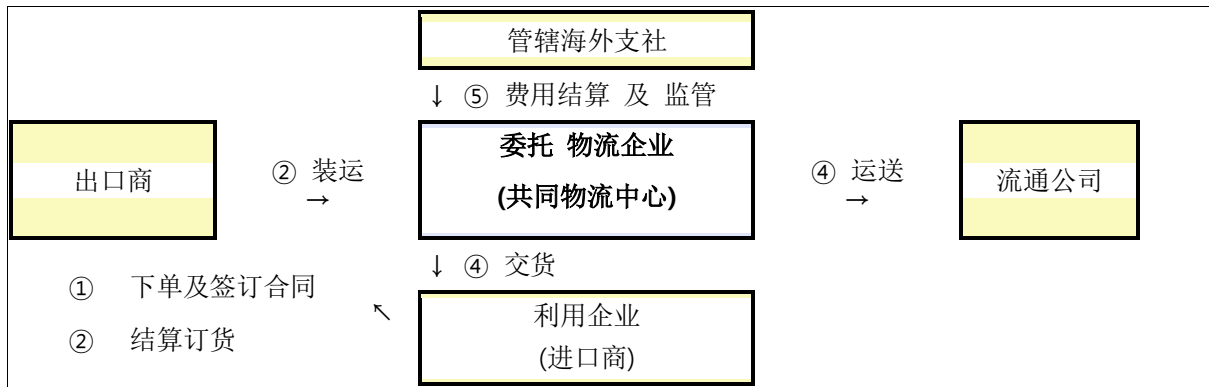 管辖海外支社
↓ ⑤ 费用结算 及 监管
出口商
② 装运
→
委托 物流企业
(共同物流中心)
④ 运送
→
流通公司
↓ ④ 交货
① 下单及签订合同
② 结算订货
↖
利用企业
(进口商)